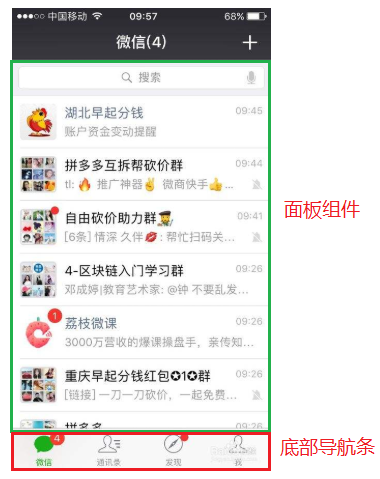 中国移动 09:57 68%
微信(4) +
搜索
湖北早起分钱 09:45
账户资金变动提醒
拼多多互拆帮砍价群 09:44
tl: 🔥 推广神器✌ 微商快手👍...
自由砍价助力群 09:41
[6条] 情深 久伴💋: 帮忙扫码关...
面板组件
4-区块链入门学习群 09:26
邓成婷|教育艺术家: @钟 不要乱发...
1
荔枝微课 09:26
3000万营收的爆课操盘手，亲传知...
重庆早起分钱红包✪1✪群 09:26
[链接] 一刀一刀砍价，一起免费...
拼多多
4
微信 通讯录 发现 我
底部导航条